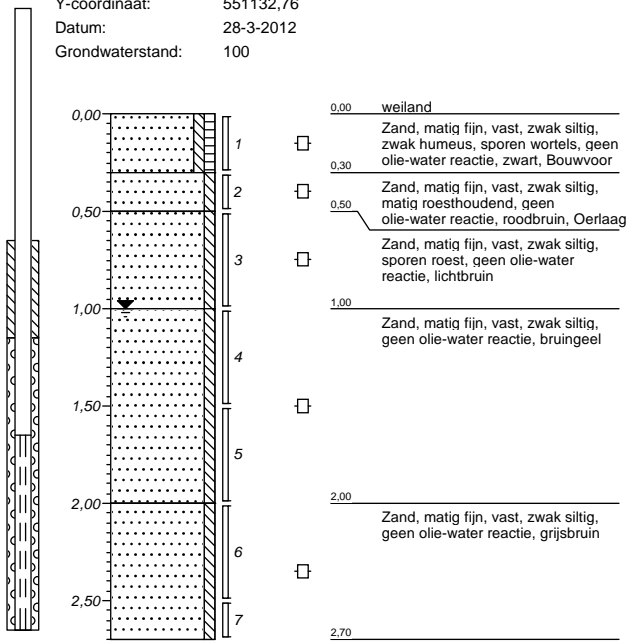 Y-coördinaat: 551132,76
Datum: 28-3-2012
Grondwaterstand: 100
0,00
0,50
1,00
1,50
2,00
2,50
1
2
3
4
5
6
7
0,00 weiland
Zand, matig fijn, vast, zwak siltig,
zwak humeus, sporen wortels, geen
olie-water reactie, zwart, Bouwvoor
0,30
Zand, matig fijn, vast, zwak siltig,
matig roesthoudend, geen
olie-water reactie, roodbruin, Oerlaag
0,50
Zand, matig fijn, vast, zwak siltig,
sporen roest, geen olie-water
reactie, lichtbruin
1,00
Zand, matig fijn, vast, zwak siltig,
geen olie-water reactie, bruingeel
2,00
Zand, matig fijn, vast, zwak siltig,
geen olie-water reactie, grijsbruin
2,70